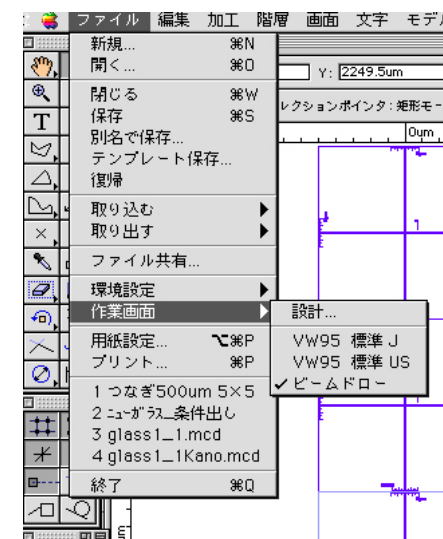 ファイル 編集 加工 階層 画面 文字 モデル
新規... ⌘N
開く... ⌘O
閉じる ⌘W
保存 ⌘S
別名で保存...
テンプレート保存...
復帰
取り込む
取り出す
ファイル共有...
環境設定
作業画面
用紙設定... ⌥⌘P
プリント... ⌘P
1 つなぎ500um 5×5
2 ﾆｭｰｶﾞﾗｽ_条件出し
3 glass1_1.mcd
4 glass1_1Kano.mcd
終了 ⌘Q
設計...
VW95 標準 J
VW95 標準 US
✓ビームドロー
Y: 2249.5um
レクションポインタ:矩形モー
0um
T
1
1